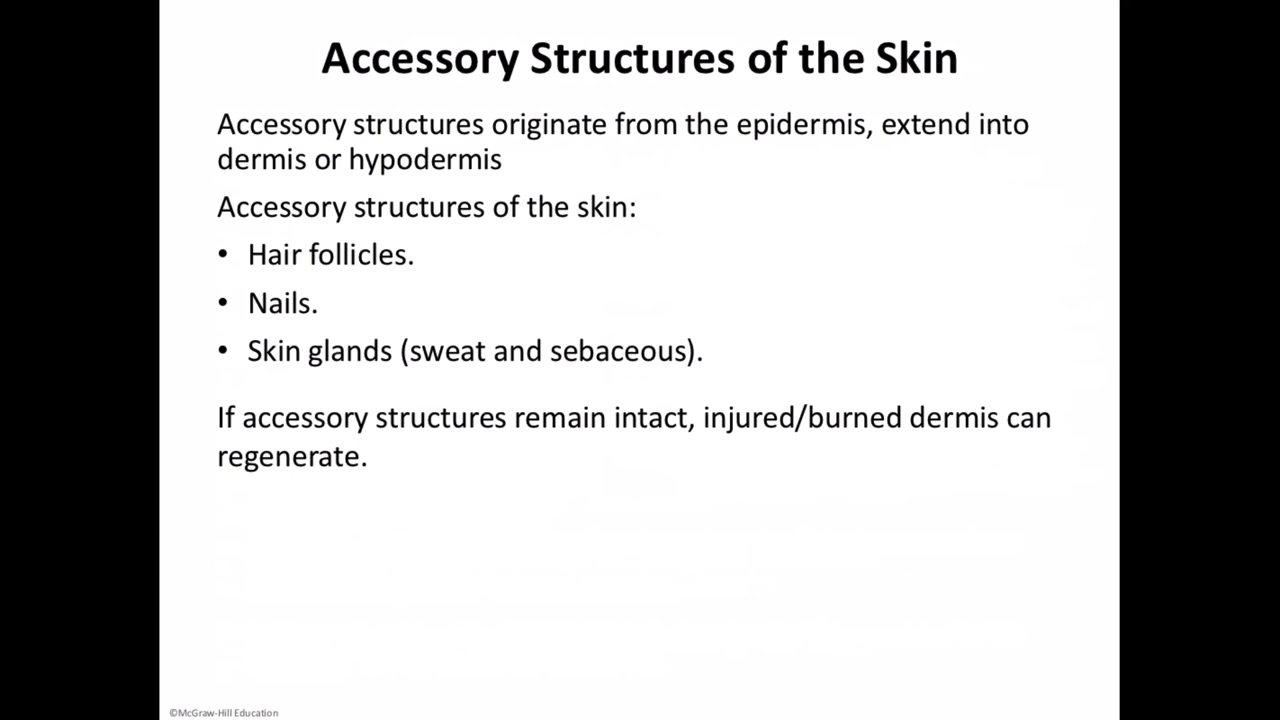 Accessory Structures of the Skin
Accessory structures originate from the epidermis, extend into
dermis or hypodermis
Accessory structures of the skin:
• Hair follicles.
• Nails.
• Skin glands (sweat and sebaceous).
If accessory structures remain intact, injured/burned dermis can
regenerate.
©McGraw-Hill Education